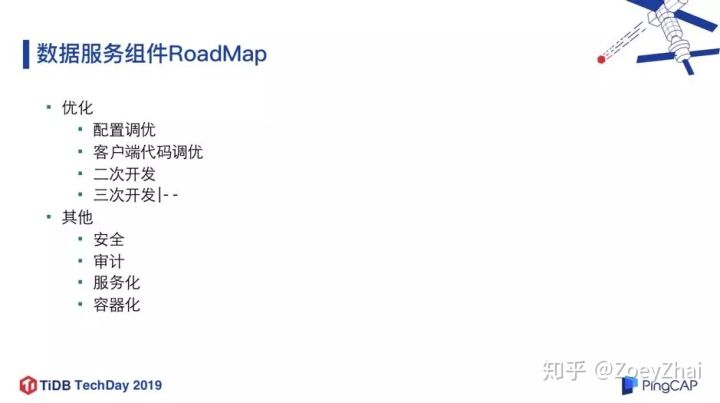 数据服务组件RoadMap
优化
配置调优
客户端代码调优
二次开发
三次开发|--
其他
安全
审计
服务化
容器化
TiDB TechDay 2019
知乎 @ZoeyZhai
PingCAP